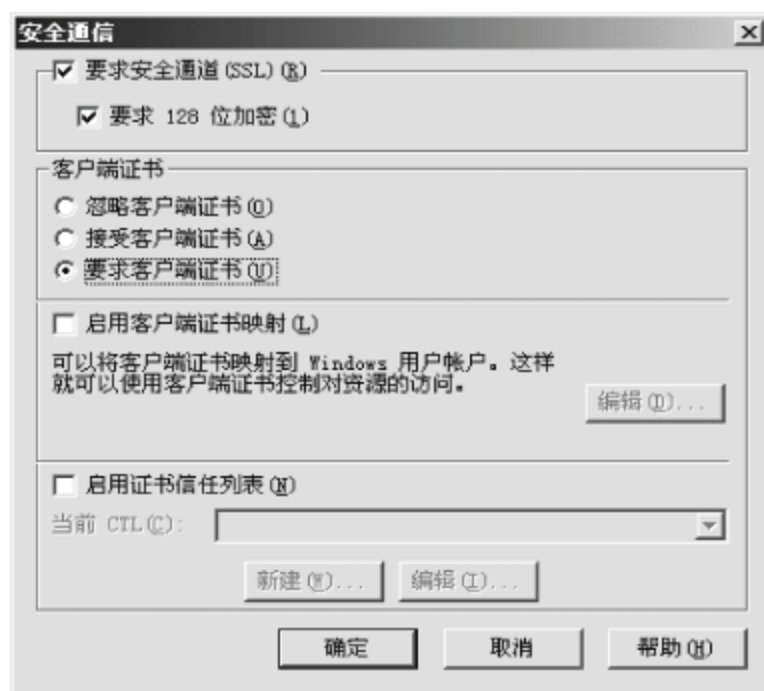 安全通信
要求安全通道(SSL)(R)
要求 128 位加密(1)
客户端证书
忽略客户端证书(O)
接受客户端证书(A)
要求客户端证书(U)
启用客户端证书映射(L)
可以将客户端证书映射到 Windows 用户帐户。这样
就可以使用客户端证书控制对资源的访问。
编辑(D)...
启用证书信任列表(N)
当前 CTL(C):
新建(W)...
编辑(I)...
确定
取消
帮助(H)